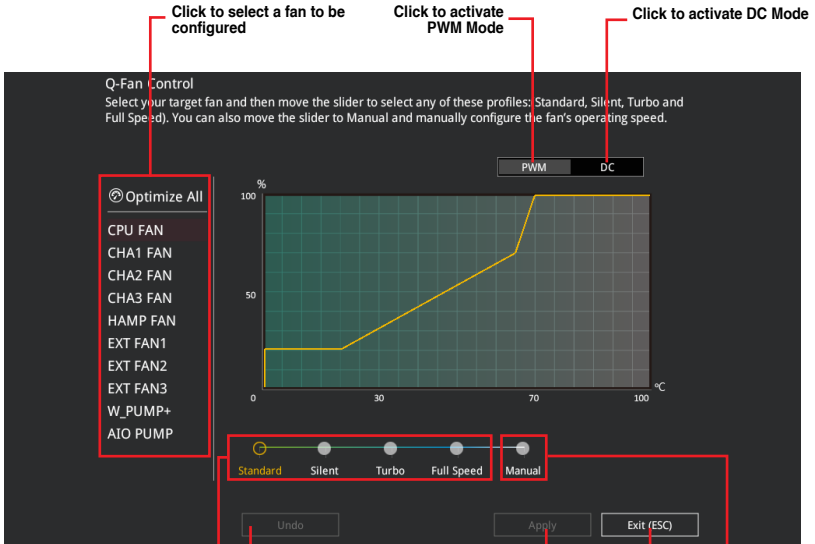 Click to select a fan to be
configured
Click to activate
PWM Mode
Click to activate DC Mode
Q-Fan Control
Select your target fan and then move the slider to select any of these profiles: Standard, Silent, Turbo and
Full Speed). You can also move the slider to Manual and manually configure the fan's operating speed.
PWM
DC
Optimize All
CPU FAN
CHA1 FAN
CHA2 FAN
CHA3 FAN
HAMP FAN
EXT FAN1
EXT FAN2
EXT FAN3
W_PUMP+
AIO PUMP
%
100
50
0
30
70
100
ºC
Standard
Silent
Turbo
Full Speed
Manual
Undo
Apply
Exit (ESC)